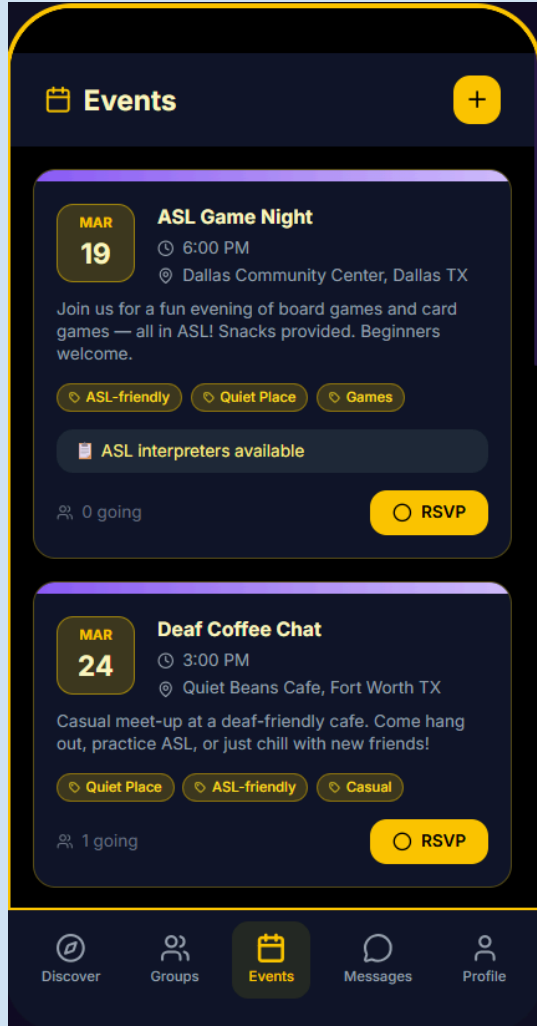 Events
MAR
19
ASL Game Night
6:00 PM
Dallas Community Center, Dallas TX
Join us for a fun evening of board games and card
games — all in ASL! Snacks provided. Beginners
welcome.
ASL-friendly
Quiet Place
Games
ASL interpreters available
0 going
RSVP
MAR
24
Deaf Coffee Chat
3:00 PM
Quiet Beans Cafe, Fort Worth TX
Casual meet-up at a deaf-friendly cafe. Come hang
out, practice ASL, or just chill with new friends!
Quiet Place
ASL-friendly
Casual
1 going
RSVP
Discover
Groups
Events
Messages
Profile